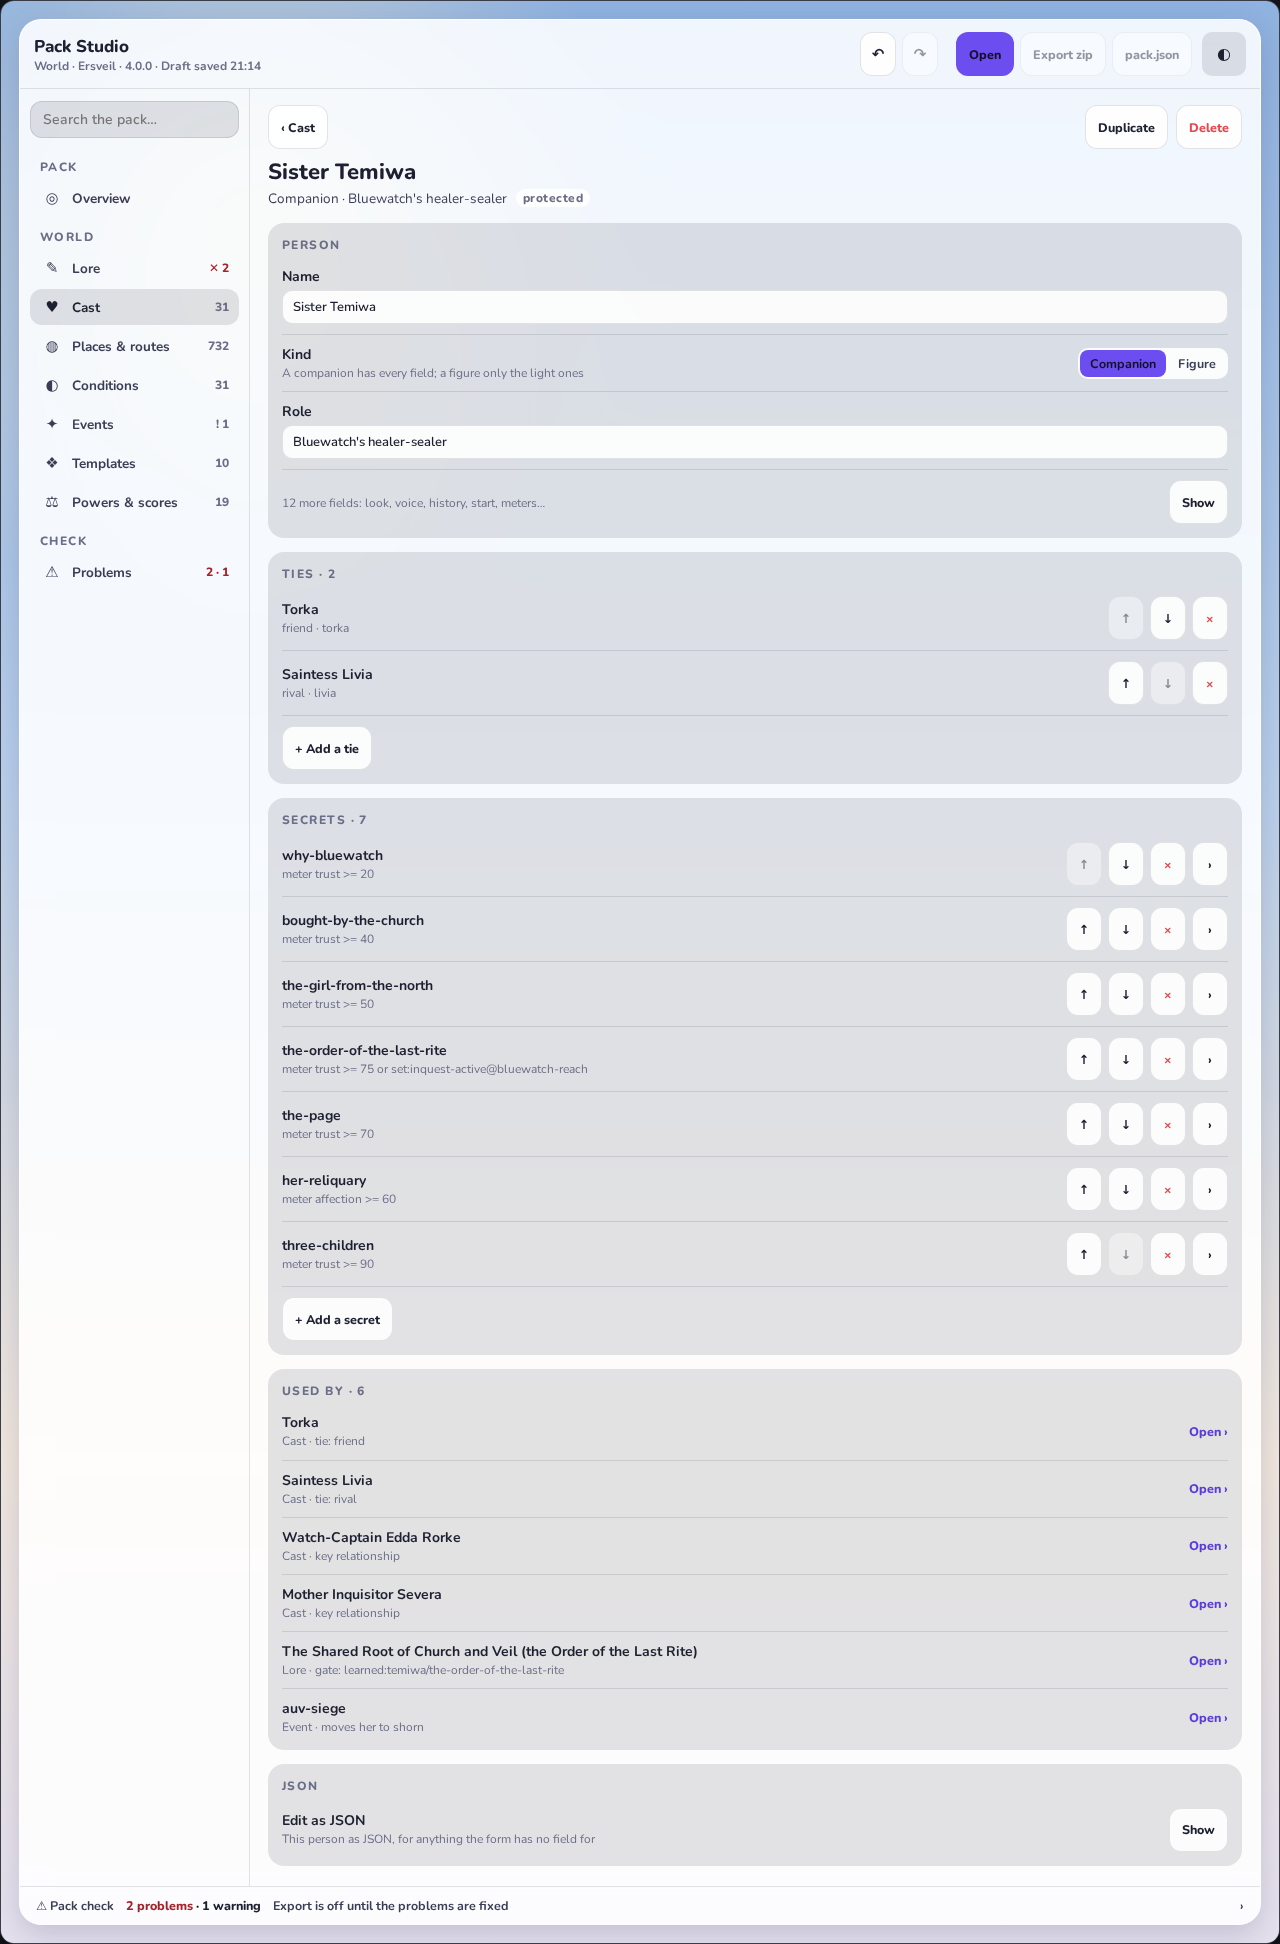 Pack Studio
World · Ersveil · 4.0.0 · Draft saved 21:14
↶ ↷ Open Export zip pack.json ◐
Search the pack...
PACK
◎ Overview
WORLD
✎ Lore × 2
♥ Cast 31
◍ Places & routes 732
◐ Conditions 31
✦ Events ! 1
❖ Templates 10
⚖ Powers & scores 19
CHECK
⚠ Problems 2 · 1
‹ Cast Duplicate Delete
Sister Temiwa
Companion · Bluewatch's healer-sealer protected
PERSON
Name
Sister Temiwa
Kind
A companion has every field; a figure only the light ones
Companion Figure
Role
Bluewatch's healer-sealer
12 more fields: look, voice, history, start, meters... Show
TIES · 2
Torka
friend · torka
↑ ↓ ×
Saintess Livia
rival · livia
↑ ↓ ×
+ Add a tie
SECRETS · 7
why-bluewatch
meter trust >= 20
↑ ↓ × ›
bought-by-the-church
meter trust >= 40
↑ ↓ × ›
the-girl-from-the-north
meter trust >= 50
↑ ↓ × ›
the-order-of-the-last-rite
meter trust >= 75 or set:inquest-active@bluewatch-reach
↑ ↓ × ›
the-page
meter trust >= 70
↑ ↓ × ›
her-reliquary
meter affection >= 60
↑ ↓ × ›
three-children
meter trust >= 90
↑ ↓ × ›
+ Add a secret
USED BY · 6
Torka
Cast · tie: friend
Open ›
Saintess Livia
Cast · tie: rival
Open ›
Watch-Captain Edda Rorke
Cast · key relationship
Open ›
Mother Inquisitor Severa
Cast · key relationship
Open ›
The Shared Root of Church and Veil (the Order of the Last Rite)
Lore · gate: learned:temiwa/the-order-of-the-last-rite
Open ›
auv-siege
Event · moves her to shorn
Open ›
JSON
Edit as JSON
This person as JSON, for anything the form has no field for
Show
⚠ Pack check 2 problems · 1 warning Export is off until the problems are fixed ›